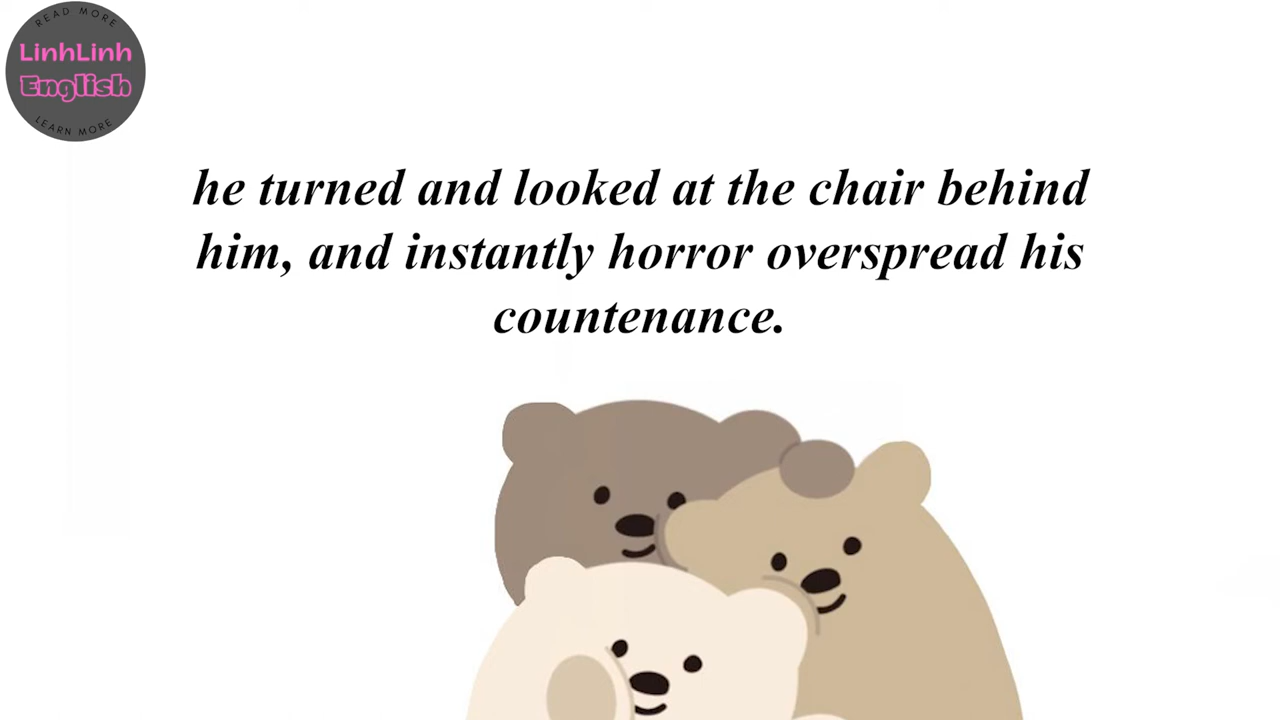 READ MORE
LinhLinh
English
LEARN MORE
he turned and looked at the chair behind
him, and instantly horror overspread his
countenance.